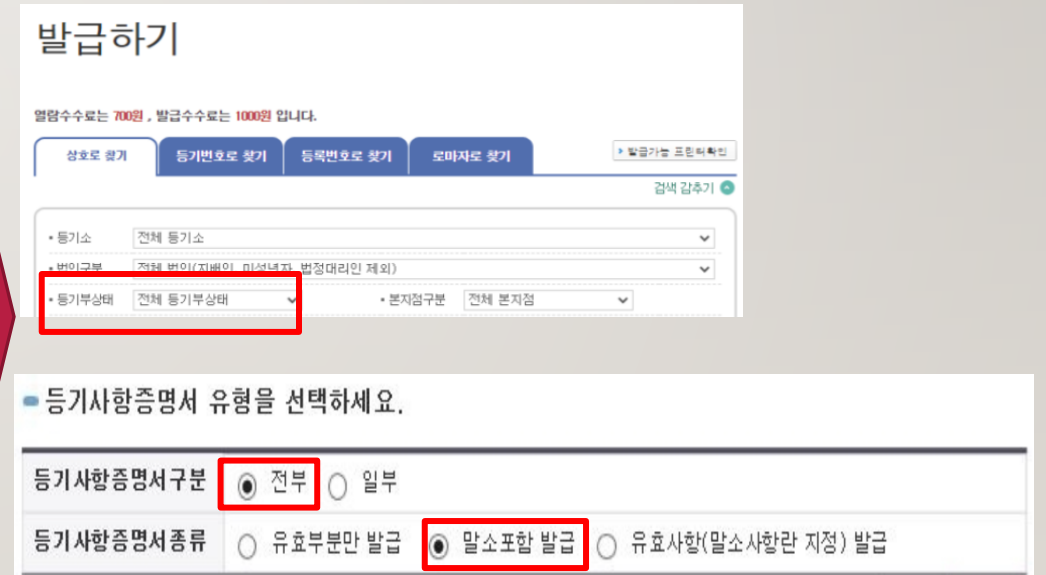 발급하기
열람수수료는 700원 , 발급수수료는 1000원 입니다.
상호로 찾기 등기번호로 찾기 등록번호로 찾기 로마자로 찾기 발급가능 프린터확인
검색 감추기
• 등기소 전체 등기소
• 법인구분 전체 법인(지배인, 미성년자, 법정대리인 제외)
• 등기부상태 전체 등기부상태 • 본지점구분 전체 본지점
등기사항증명서 유형을 선택하세요.
등기사항증명서구분 전부 일부
등기사항증명서종류 유효부분만 발급 말소포함 발급 유효사항(말소사항란 지정) 발급